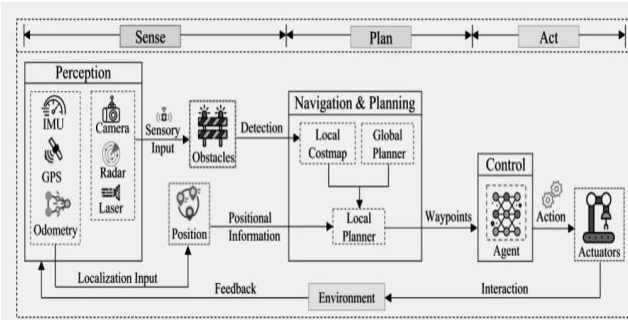 Sense
Plan
Act
Perception
IMU
GPS
Odometry
Camera
Radar
Laser
Sensory
Input
Obstacles
Detection
Localization Input
Position
Positional
Information
Navigation & Planning
Local
Costmap
Global
Planner
Local
Planner
Waypoints
Control
Agent
Action
Actuators
Feedback
Environment
Interaction